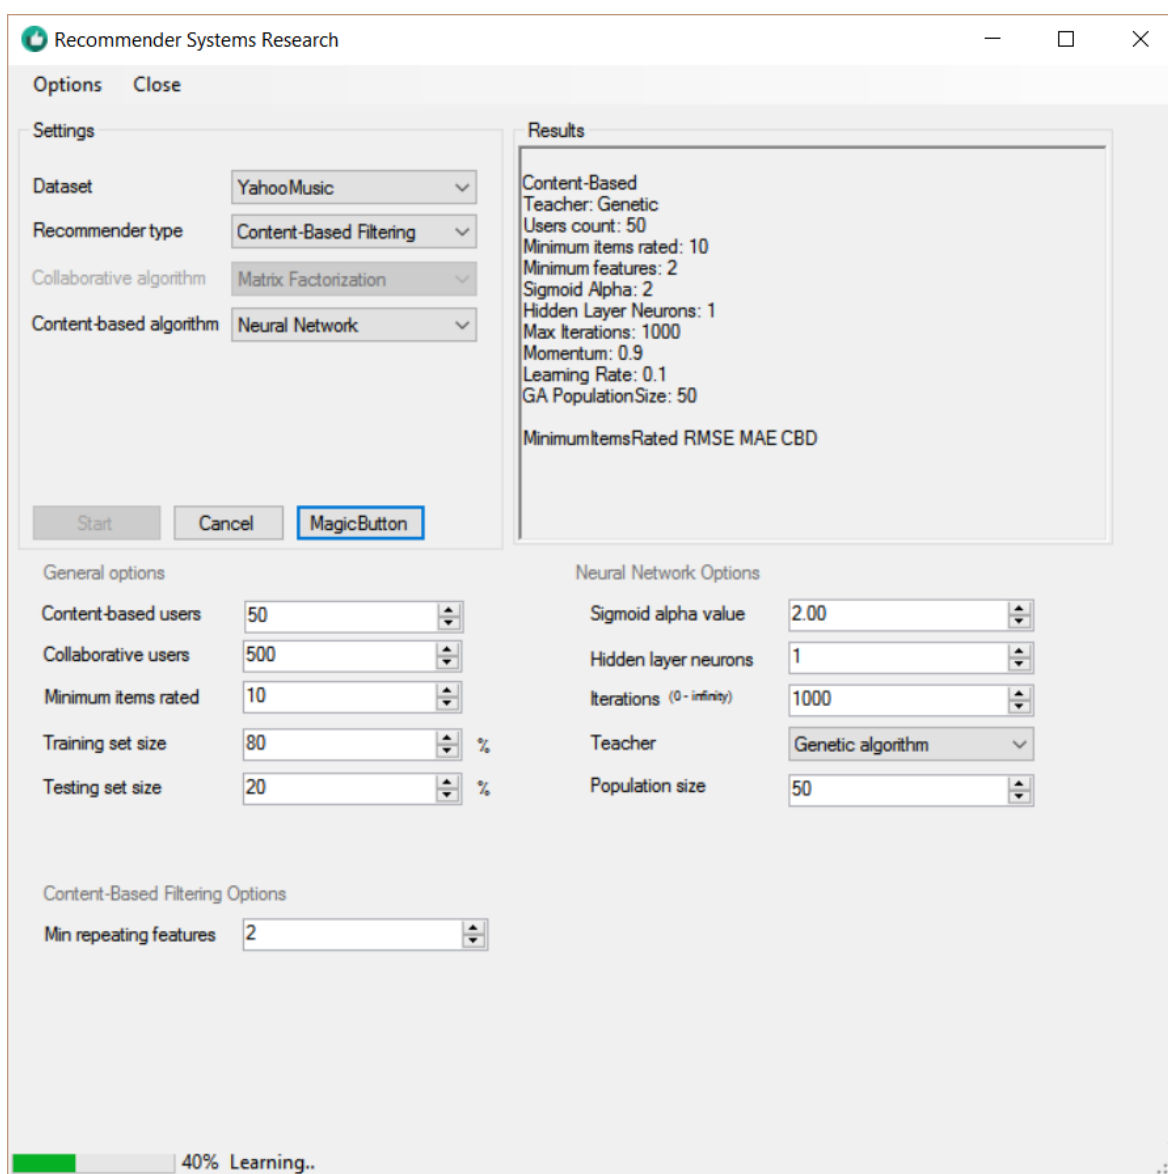 Recommender Systems Research
Options Close
Settings
Dataset YahooMusic
Recommender type Content-Based Filtering
Collaborative algorithm Matrix Factorization
Content-based algorithm Neural Network
Start Cancel MagicButton
Results
Content-Based
Teacher: Genetic
Users count: 50
Minimum items rated: 10
Minimum features: 2
Sigmoid Alpha: 2
Hidden Layer Neurons: 1
Max Iterations: 1000
Momentum: 0.9
Learning Rate: 0.1
GA PopulationSize: 50
MinimumItemsRated RMSE MAE CBD
General options
Content-based users 50
Collaborative users 500
Minimum items rated 10
Training set size 80 %
Testing set size 20 %
Neural Network Options
Sigmoid alpha value 2.00
Hidden layer neurons 1
Iterations (0 - infinity) 1000
Teacher Genetic algorithm
Population size 50
Content-Based Filtering Options
Min repeating features 2
40% Learning..